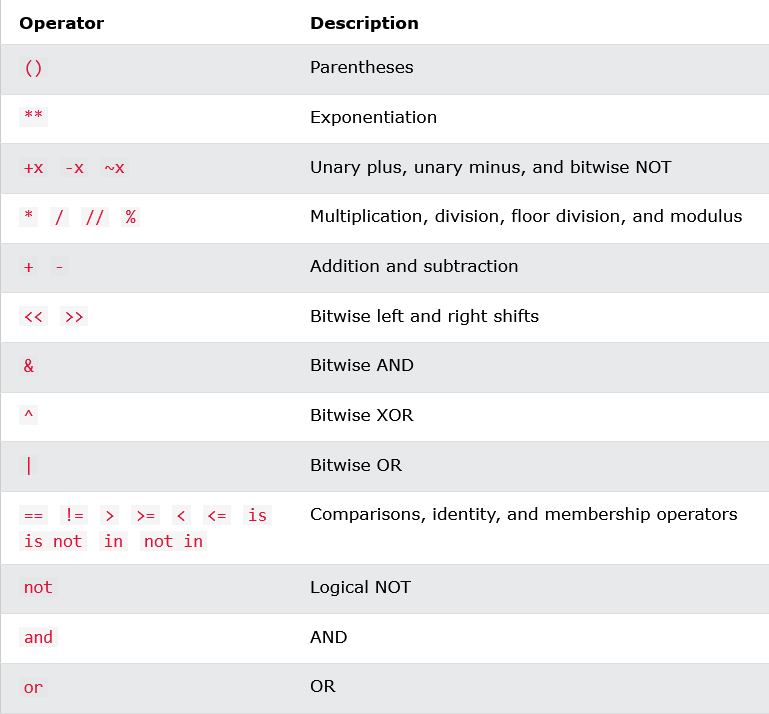 Operator Description
() Parentheses
** Exponentiation
+x -x ~x Unary plus, unary minus, and bitwise NOT
* / // % Multiplication, division, floor division, and modulus
+ - Addition and subtraction
<< >> Bitwise left and right shifts
& Bitwise AND
^ Bitwise XOR
| Bitwise OR
== != > >= < <= is Comparisons, identity, and membership operators
is not in not in
not Logical NOT
and AND
or OR